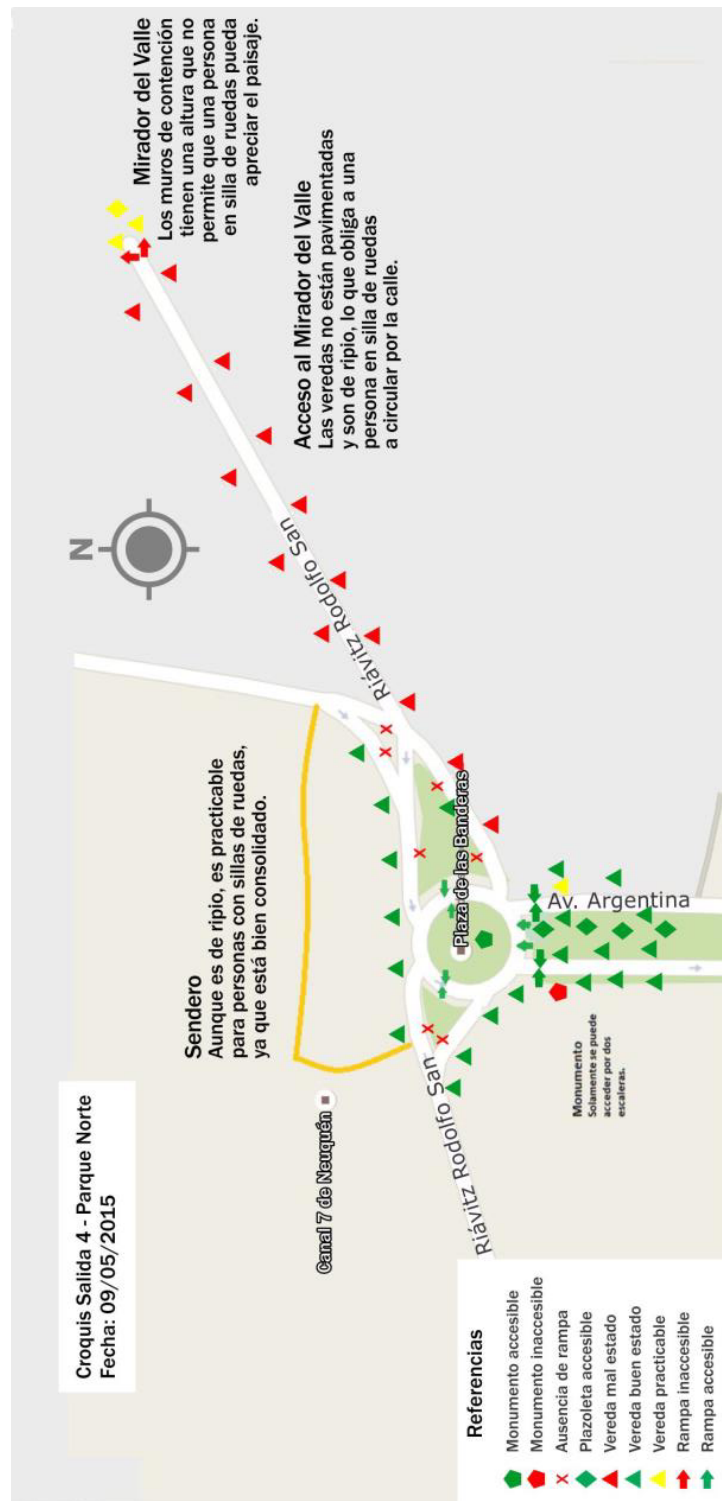 Croquis Salida 4 - Parque Norte
Fecha: 09/05/2015
Sendero
Aunque es de ripio, es practicable
para personas con sillas de ruedas,
ya que está bien consolidado.
N
Mirador del Valle
Los muros de contención
tienen una altura que no
permite que una persona
en silla de ruedas pueda
apreciar el paisaje.
Acceso al Mirador del Valle
Las veredas no están pavimentadas
y son de ripio, lo que obliga a una
persona en silla de ruedas
a circular por la calle.
Canal 7 de Neuquén
Riávitz Rodolfo San
Riávitz Rodolfo San
Plaza de las Banderas
Av. Argentina
Monumento
Solamente se puede
acceder por dos
escaleras.
Referencias
Monumento accesible
Monumento inaccesible
Ausencia de rampa
Plazoleta accesible
Vereda mal estado
Vereda buen estado
Vereda practicable
Rampa inaccesible
Rampa accesible